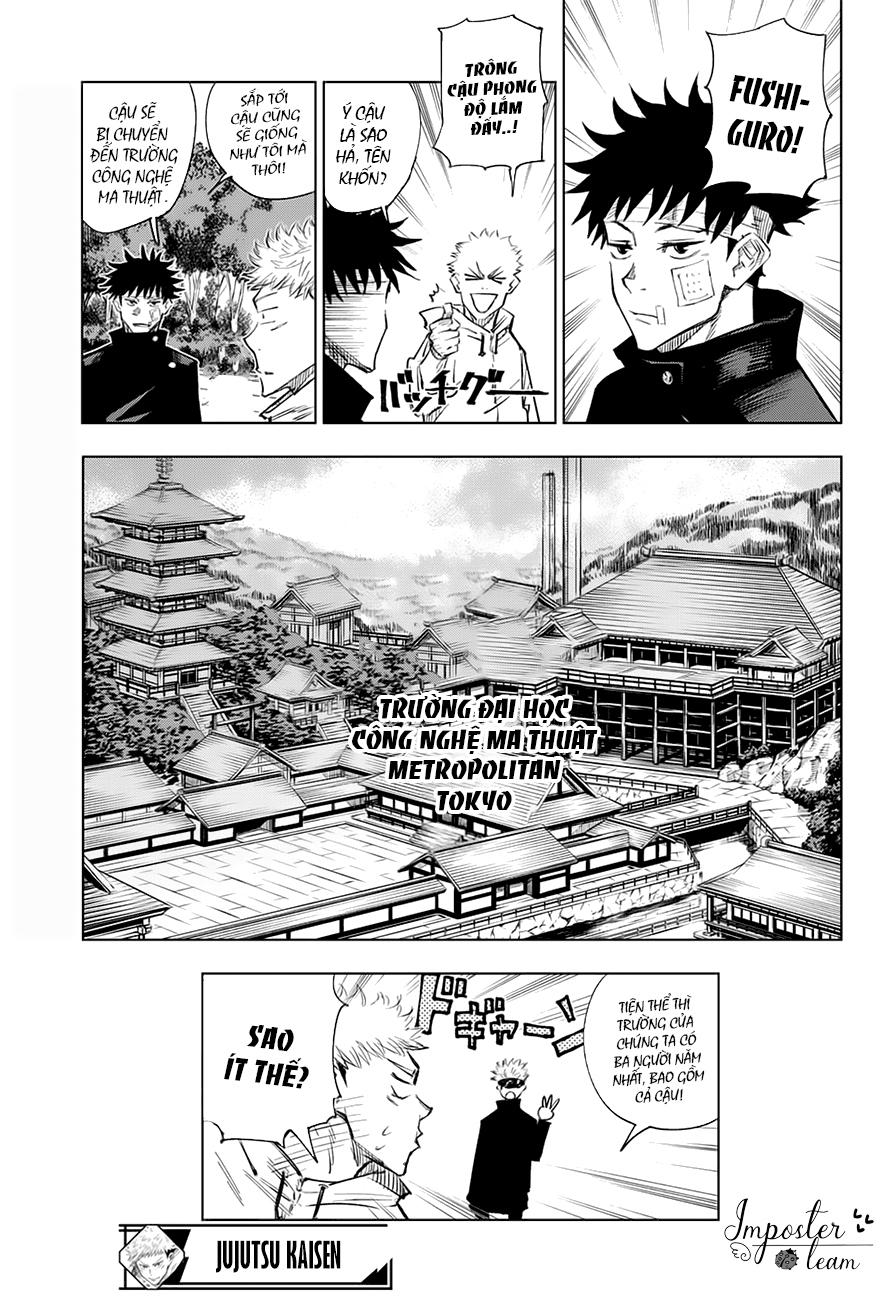 FUSHI-
GURO!
TRÔNG
CẬU PHONG
ĐỘ LẮM
ĐẤY..!
Ý CẬU
LÀ SAO
HẢ, TÊN
KHỐN?
バッチグー
SẮP TỚI
CẬU CŨNG
SẼ GIỐNG
NHƯ TÔI MÀ
THÔI!
CẬU SẼ
BỊ CHUYỂN
ĐẾN TRƯỜNG
CÔNG NGHỆ
MA THUẬT.
TRƯỜNG ĐẠI HỌC
CÔNG NGHỆ MA THUẬT
METROPOLITAN
TOKYO
TIỆN THỂ THÌ
TRƯỜNG CỦA
CHÚNG TA CÓ
BA NGƯỜI NĂM
NHẤT, BAO GỒM
CẢ CẬU!
ドギャーン
SAO
ÍT THẾ?
JUJUTSU KAISEN
Imposter
team